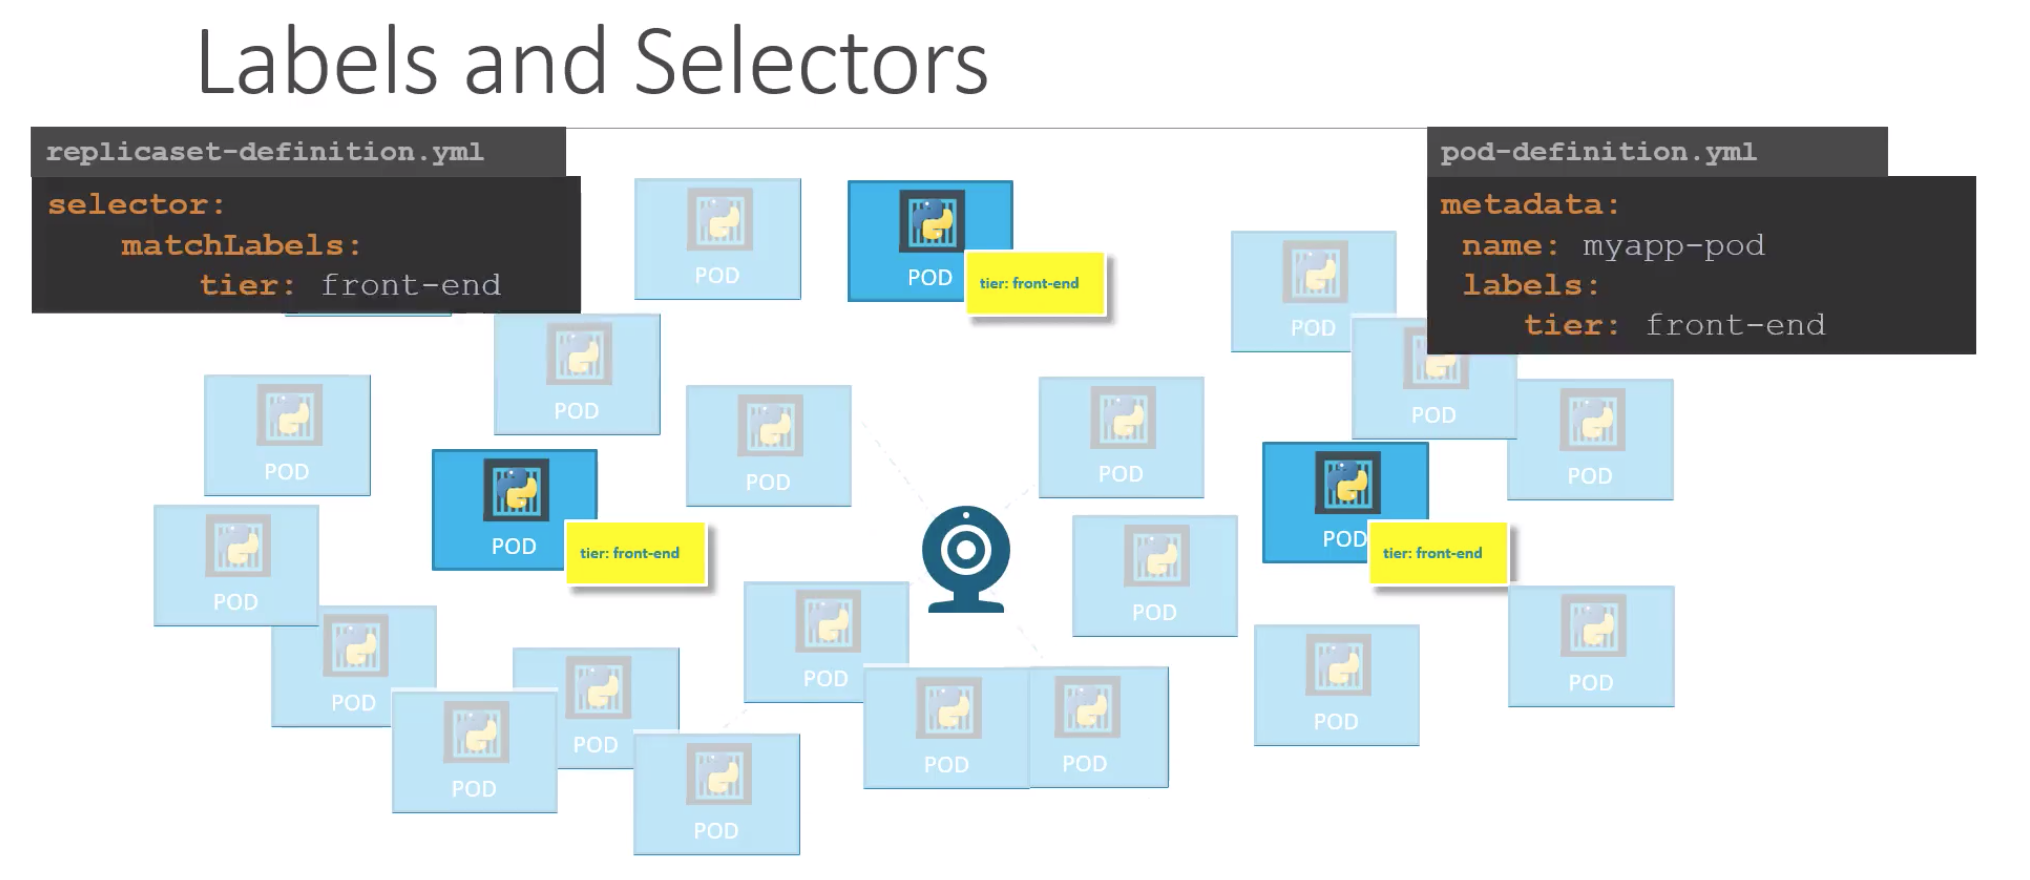 Labels and Selectors
replicaset-definition.yml
selector:
matchLabels:
tier: front-end
pod-definition.yml
metadata:
name: myapp-pod
labels:
tier: front-end
POD
POD
tier: front-end
POD
POD
POD
POD
POD
POD
POD
POD
tier: front-end
POD
tier: front-end
POD
POD
POD
POD
POD
POD
POD
POD
POD
POD
POD
POD